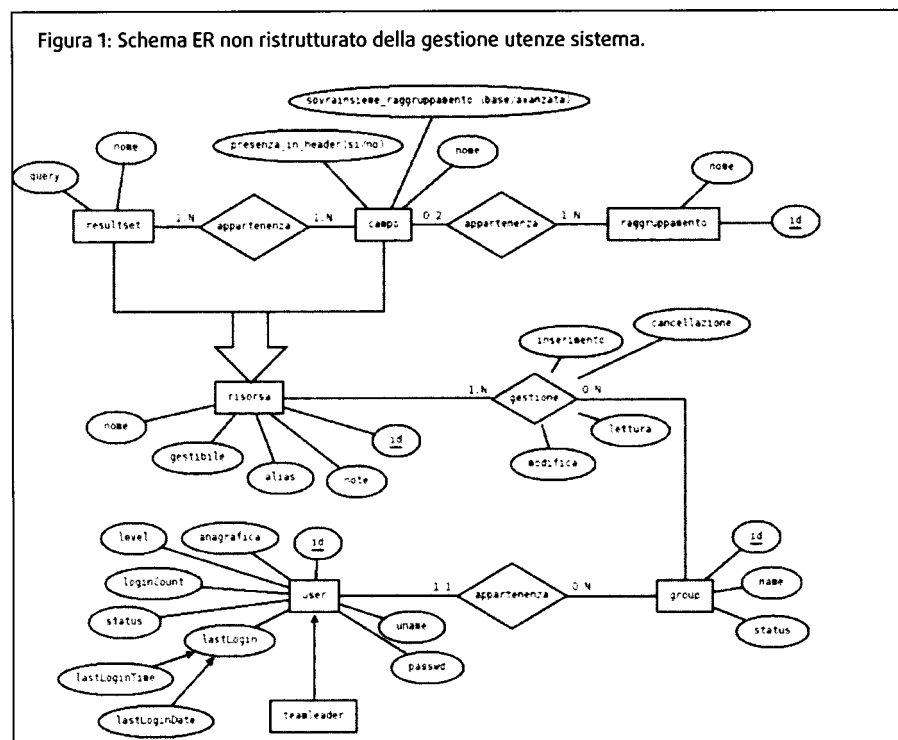 Figura 1: Schema ER non ristrutturato della gestione utenze sistema.
sovrainsieme_raggruppamento (base/avanzata)
presenza_in_header(si/no)
nome
nome
nome
query
resultset
1.N
appartenenza
1.N
campo
0.2
appartenenza
1.N
raggruppamento
id
cancellazione
inserimento
risorsa
1.N
gestione
0.N
lettura
modifica
nome
gestibile
alias
note
id
level
anagrafica
id
id
loginCount
user
1.1
appartenenza
0.N
group
name
status
status
lastLogin
uname
passwd
lastLoginTime
lastLoginDate
teamleader